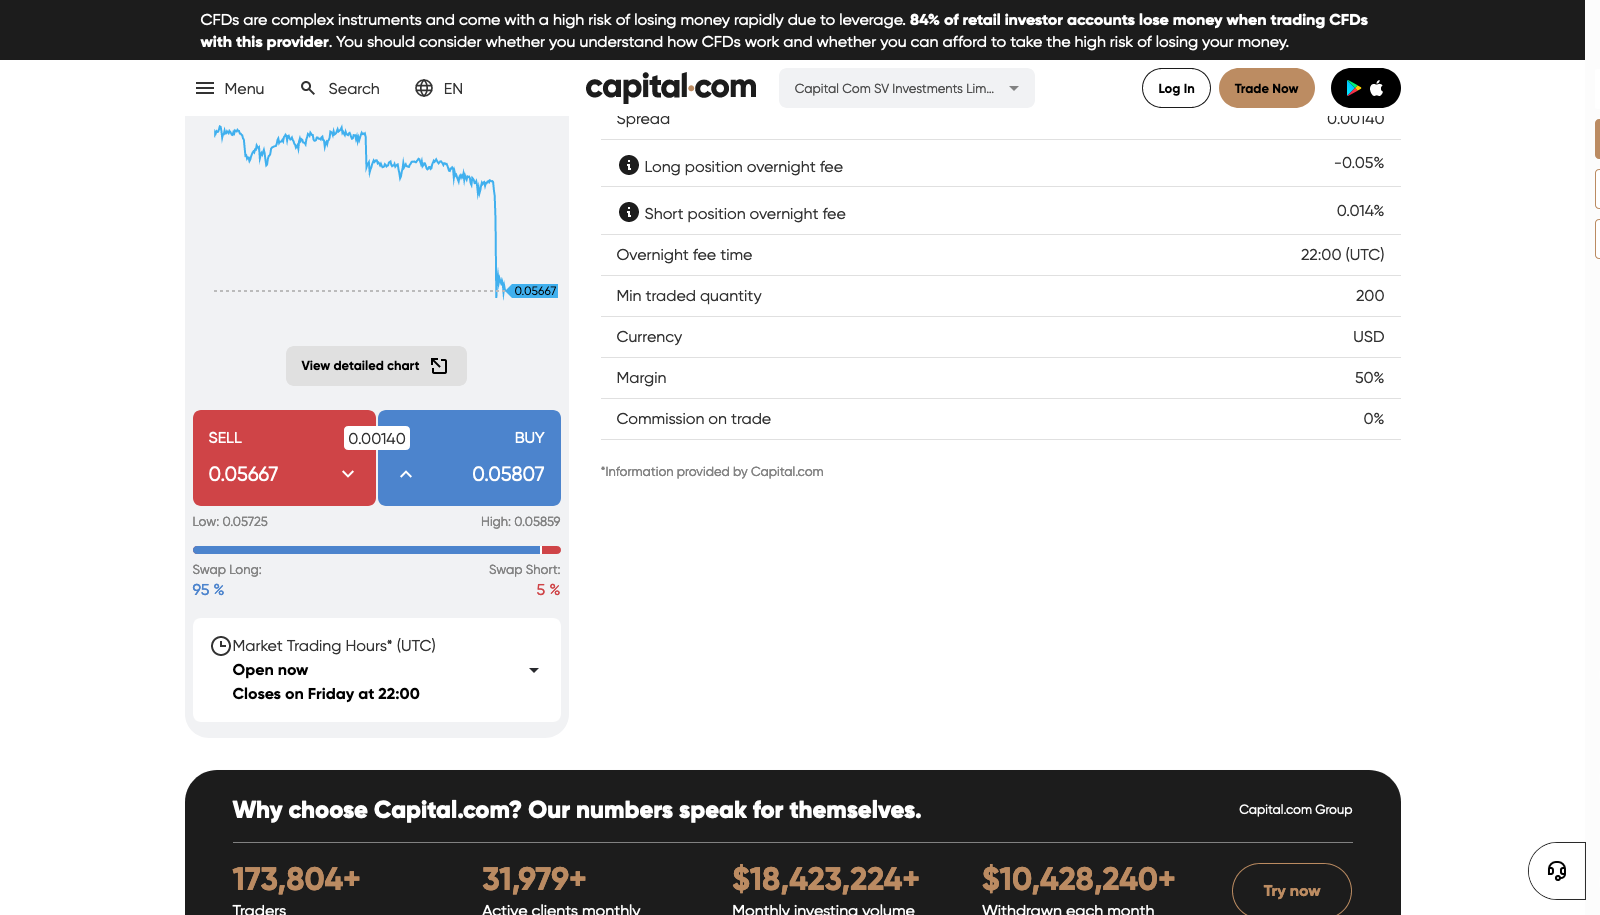 CFDs are complex instruments and come with a high risk of losing money rapidly due to leverage. 84% of retail investor accounts lose money when trading CFDs
with this provider. You should consider whether you understand how CFDs work and whether you can afford to take the high risk of losing your money.
Menu
Search
EN
capital.com
Capital Com SV Investments Lim...
Log In
Trade Now
0.05667
View detailed chart
SELL
0.00140
BUY
0.05667
0.05807
Low: 0.05725
High: 0.05859
Swap Long:
Swap Short:
95 %
5 %
Market Trading Hours* (UTC)
Open now
Closes on Friday at 22:00
Spread 0.00140
Long position overnight fee -0.05%
Short position overnight fee 0.014%
Overnight fee time 22:00 (UTC)
Min traded quantity 200
Currency USD
Margin 50%
Commission on trade 0%
*Information provided by Capital.com
Why choose Capital.com? Our numbers speak for themselves.
Capital.com Group
173,804+
31,979+
$18,423,224+
$10,428,240+
Try now
Traders
Active clients monthly
Monthly investing volume
Withdrawn each month